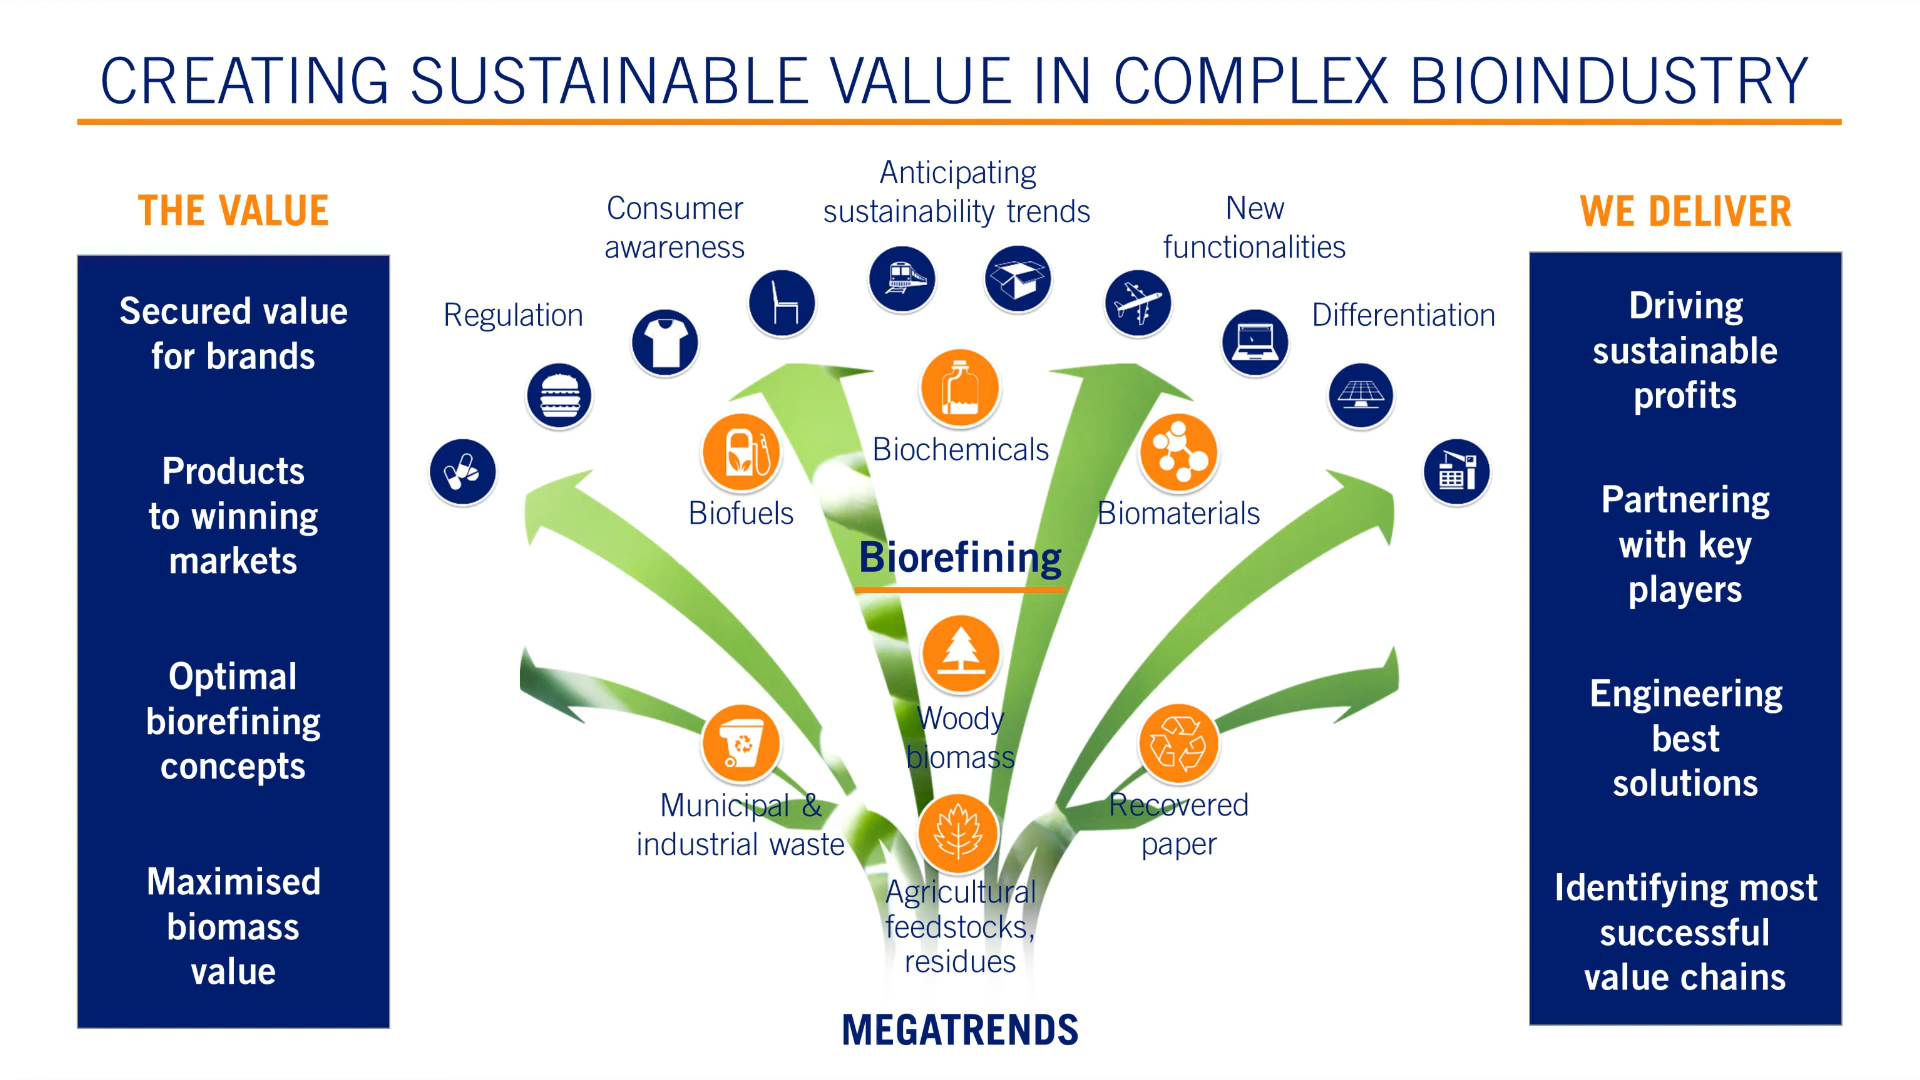 CREATING SUSTAINABLE VALUE IN COMPLEX BIOINDUSTRY
THE VALUE
Secured value
for brands
Products
to winning
markets
Optimal
biorefining
concepts
Maximised
biomass
value
Regulation
Consumer
awareness
Anticipating
sustainability trends
New
functionalities
Differentiation
Biofuels
Biochemicals
Biomaterials
Biorefining
Woody
biomass
Municipal &
industrial waste
Recovered
paper
Agricultural
feedstocks,
residues
MEGATRENDS
WE DELIVER
Driving
sustainable
profits
Partnering
with key
players
Engineering
best
solutions
Identifying most
successful
value chains